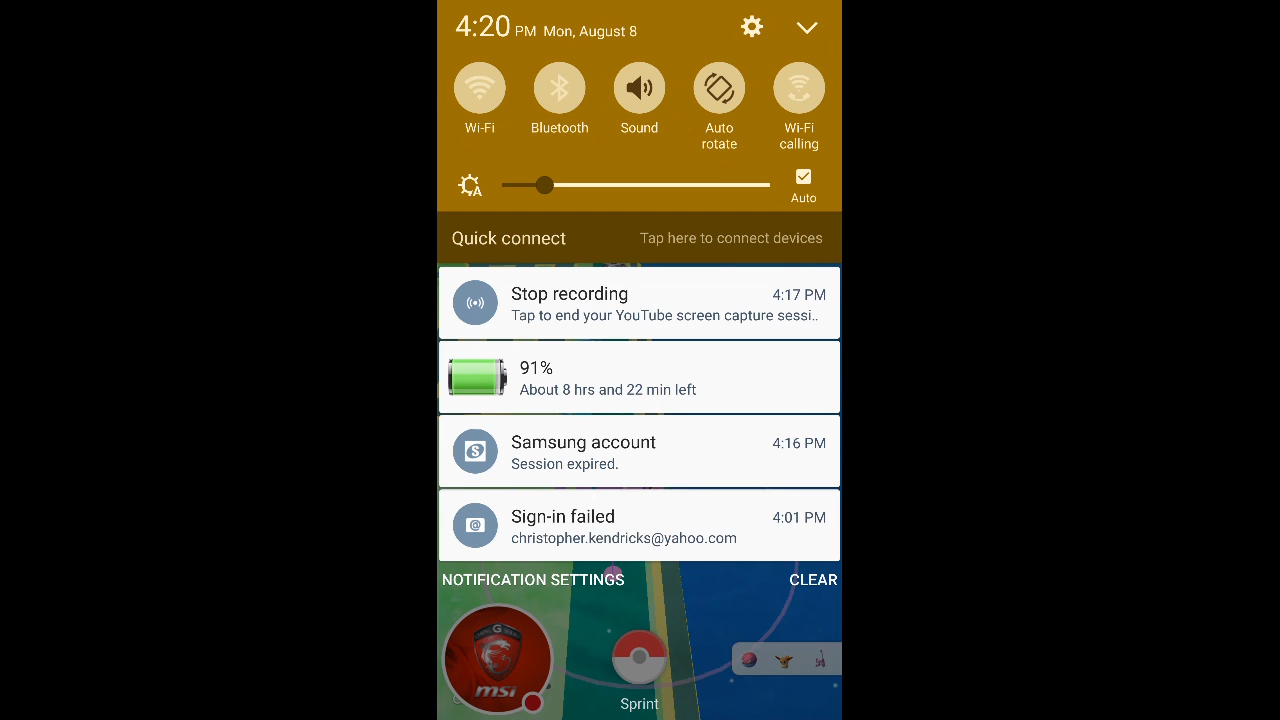 4:20 PM Mon, August 8
Wi-Fi
Bluetooth
Sound
Auto
rotate
Wi-Fi
calling
A
Auto
Quick connect
Tap here to connect devices
Stop recording 4:17 PM
Tap to end your YouTube screen capture sessi..
91%
About 8 hrs and 22 min left
Samsung account 4:16 PM
Session expired.
Sign-in failed 4:01 PM
christopher.kendricks@yahoo.com
NOTIFICATION SETTINGS CLEAR
msi
Sprint